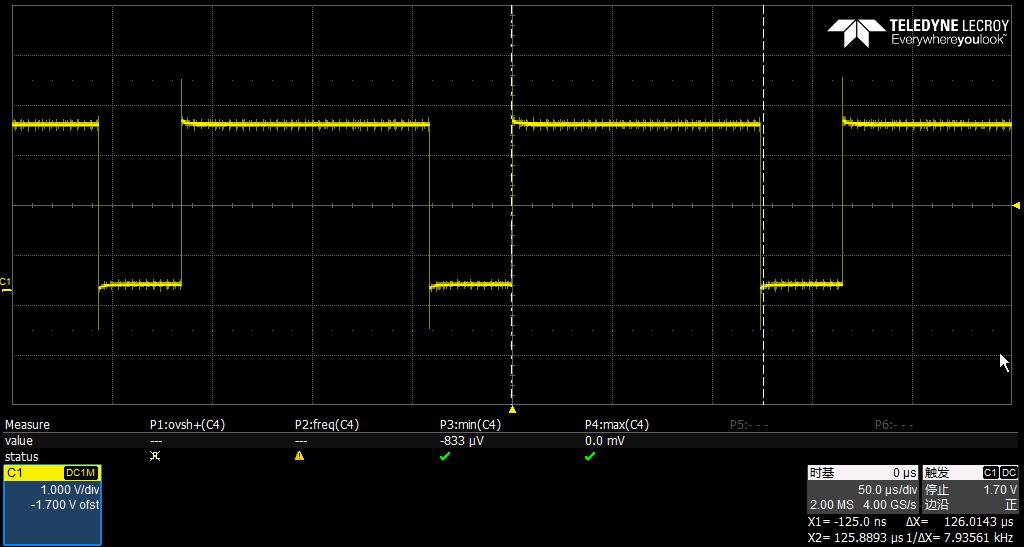 TELEDYNE LECROY
Everywhereyoulook™
C1
Measure P1:ovsh+(C4) P2:freq(C4) P3:min(C4) P4:max(C4) P5:--- P6:---
value --- --- -833 µV 0.0 mV
status
C1 DC1M
1.000 V/div
-1.700 V ofst
时基 0 µs
50.0 µs/div
2.00 MS 4.00 GS/s
触发 C1 DC
停止 1.70 V
边沿 正
X1= -125.0 ns ΔX= 126.0143 µs
X2= 125.8893 µs 1/ΔX= 7.93561 kHz